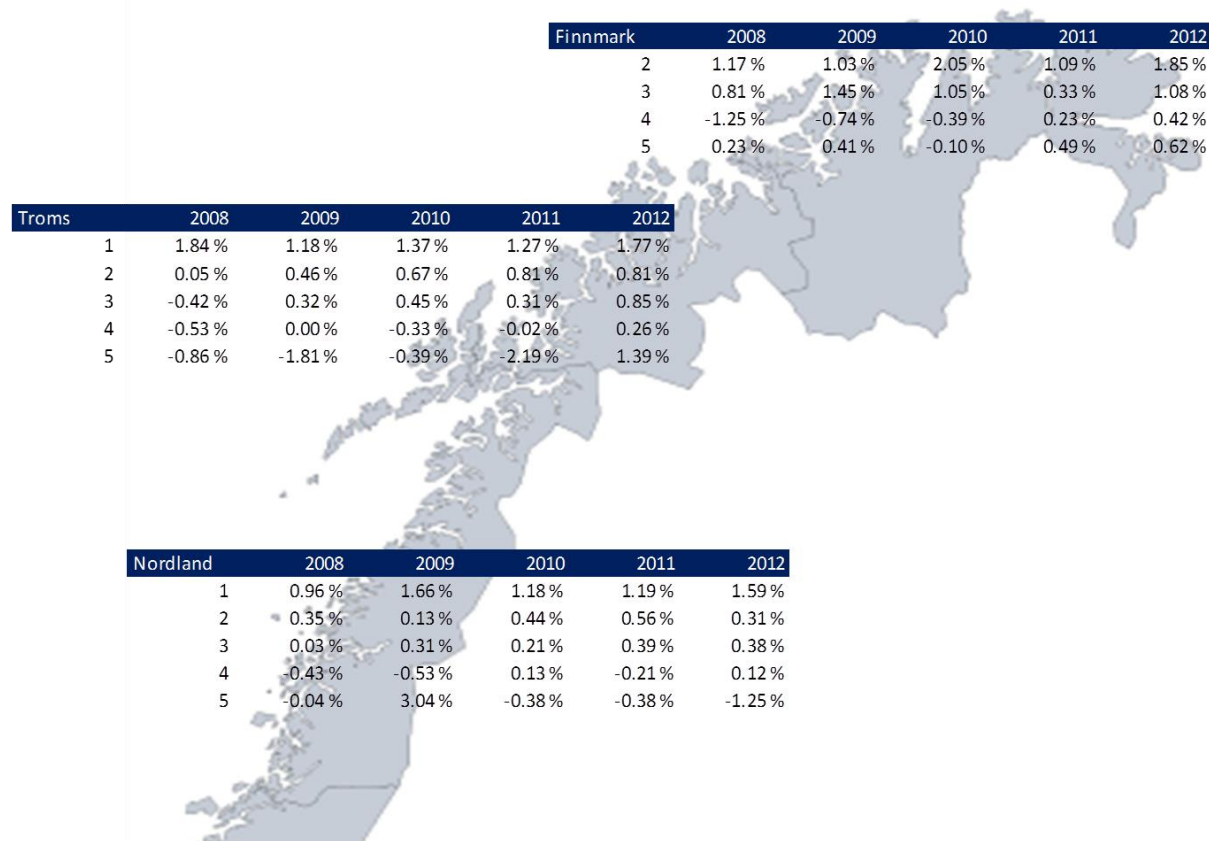 Finnmark 2008 2009 2010 2011 2012
2 1.17 % 1.03 % 2.05 % 1.09 % 1.85 %
3 0.81 % 1.45 % 1.05 % 0.33 % 1.08 %
4 -1.25 % -0.74 % -0.39 % 0.23 % 0.42 %
5 0.23 % 0.41 % -0.10 % 0.49 % 0.62 %
Troms 2008 2009 2010 2011 2012
1 1.84 % 1.18 % 1.37 % 1.27 % 1.77 %
2 0.05 % 0.46 % 0.67 % 0.81 % 0.81 %
3 -0.42 % 0.32 % 0.45 % 0.31 % 0.85 %
4 -0.53 % 0.00 % -0.33 % -0.02 % 0.26 %
5 -0.86 % -1.81 % -0.39 % -2.19 % 1.39 %
Nordland 2008 2009 2010 2011 2012
1 0.96 % 1.66 % 1.18 % 1.19 % 1.59 %
2 0.35 % 0.13 % 0.44 % 0.56 % 0.31 %
3 0.03 % 0.31 % 0.21 % 0.39 % 0.38 %
4 -0.43 % -0.53 % 0.13 % -0.21 % 0.12 %
5 -0.04 % 3.04 % -0.38 % -0.38 % -1.25 %